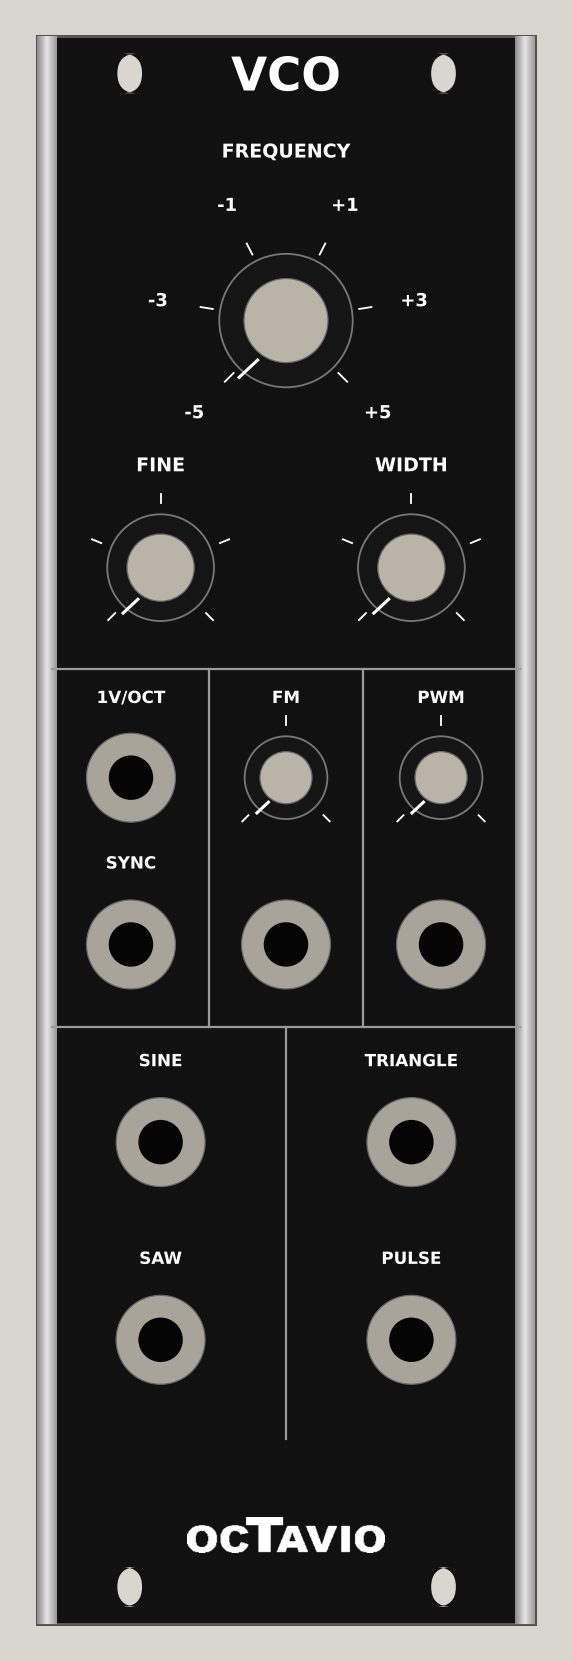 VCO
FREQUENCY
-1 +1
-3 +3
-5 +5
FINE WIDTH
1V/OCT FM PWM
SYNC
SINE TRIANGLE
SAW PULSE
OCTAVIO